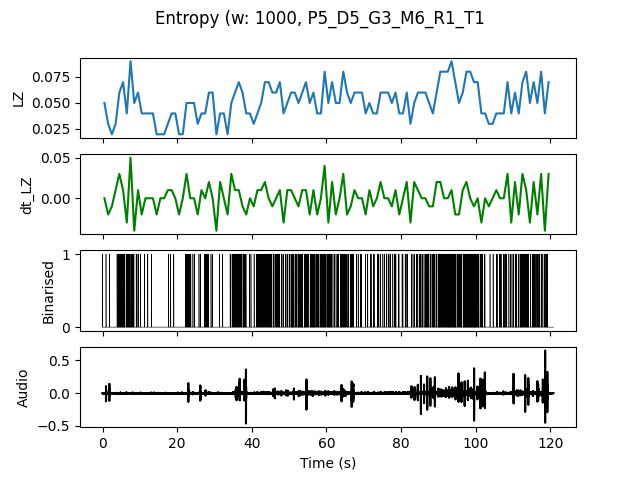 Entropy (w: 1000, P5_D5_G3_M6_R1_T1
0.075
0.050
0.025
LZ
0.05
0.00
dt_LZ
1
0
Binarised
0.5
0.0
−0.5
Audio
0 20 40 60 80 100 120
Time (s)